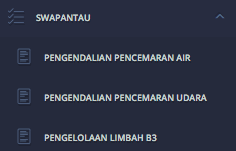 SWAPANTAU
PENGENDALIAN PENCEMARAN AIR
PENGENDALIAN PENCEMARAN UDARA
PENGELOLAAN LIMBAH B3